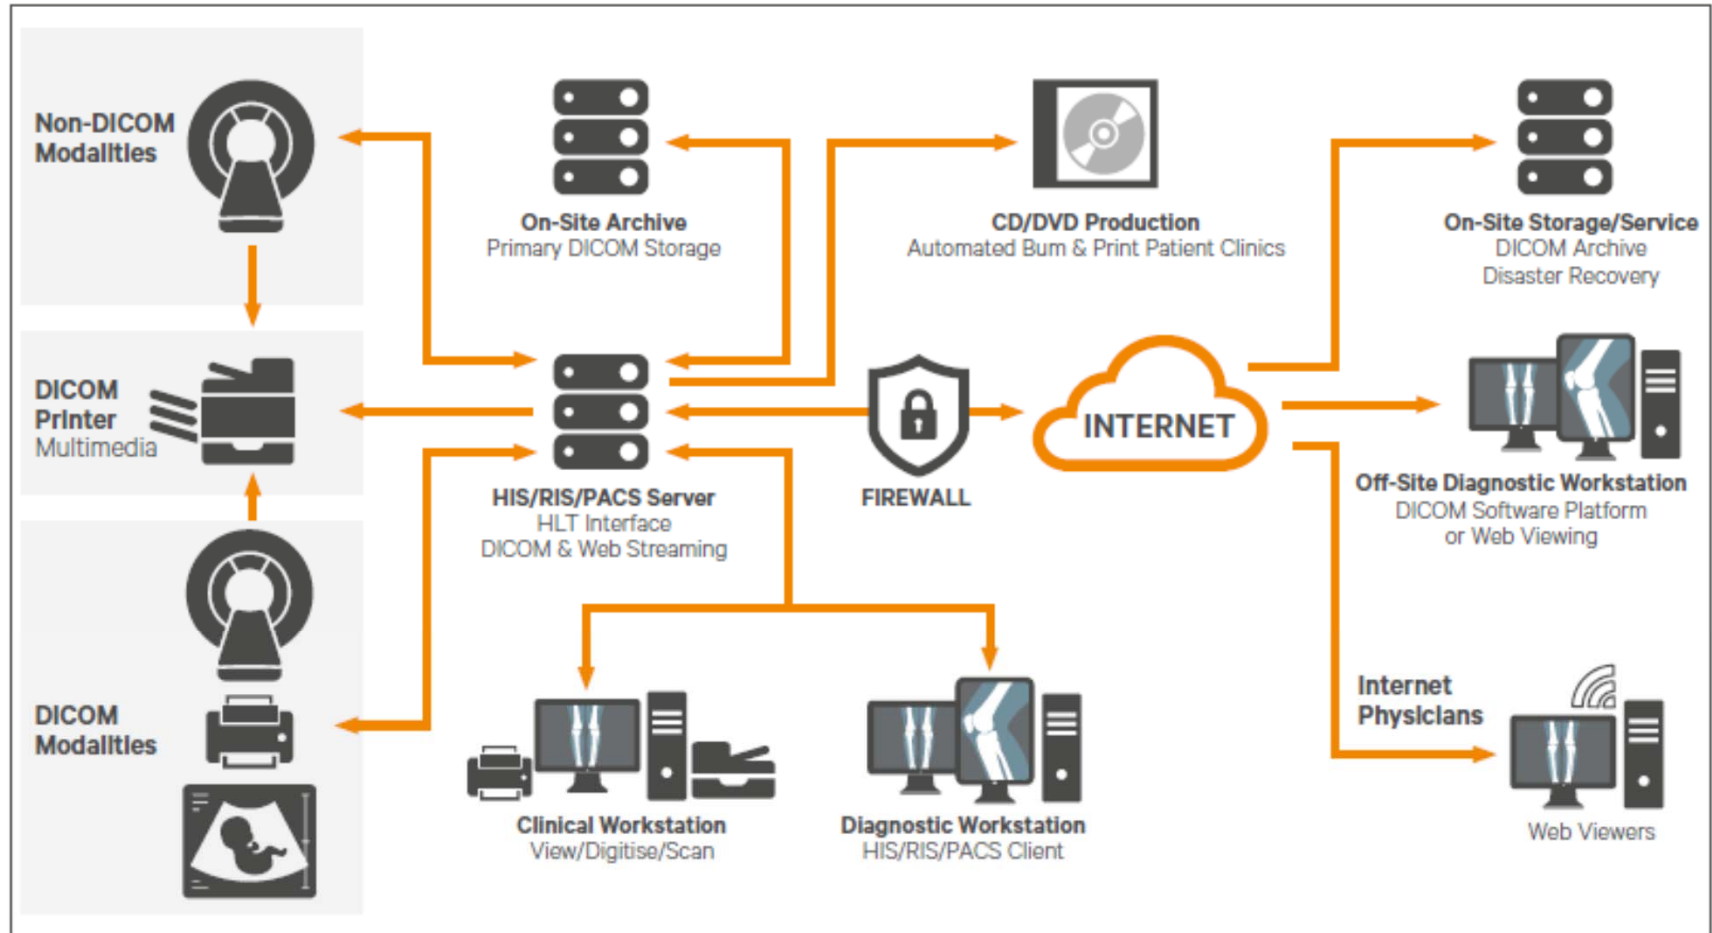 Non-DICOM
Modalities
On-Site Archive
Primary DICOM Storage
CD/DVD Production
Automated Bum & Print Patient Clinics
On-Site Storage/Service
DICOM Archive
Disaster Recovery
DICOM
Printer
Multimedia
HIS/RIS/PACS Server
HLT Interface
DICOM & Web Streaming
FIREWALL
INTERNET
Off-Site Diagnostic Workstation
DICOM Software Platform
or Web Viewing
DICOM
Modalities
Clinical Workstation
View/Digitise/Scan
Diagnostic Workstation
HIS/RIS/PACS Client
Internet
Physicians
Web Viewers